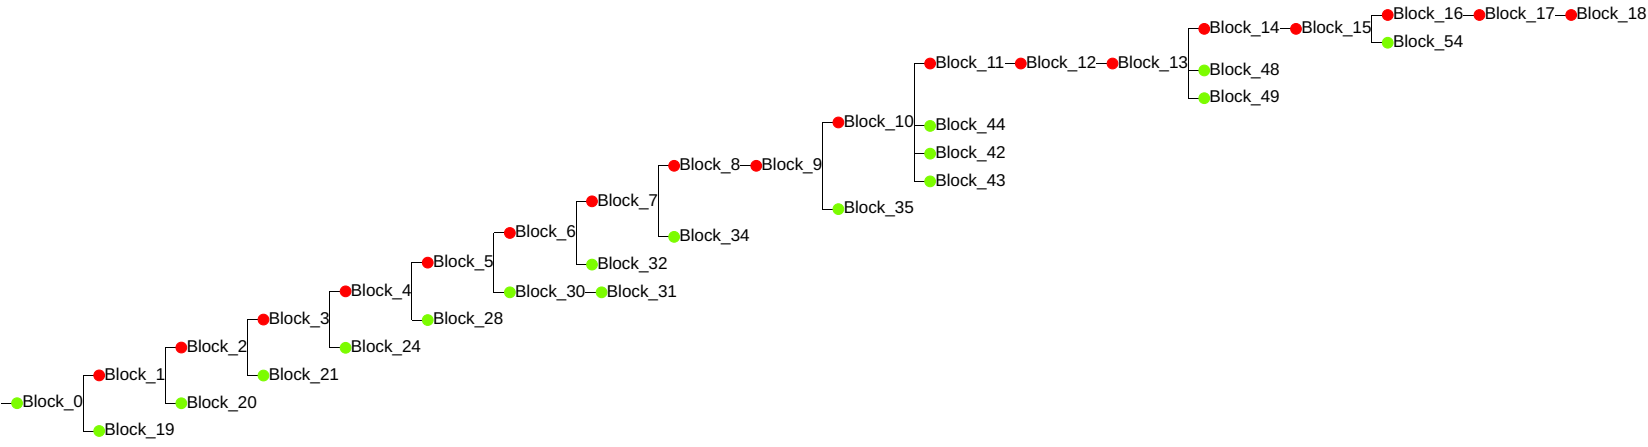 Block_16 Block_17 Block_18
Block_14 Block_15
Block_54
Block_11 Block_12 Block_13
Block_48
Block_49
Block_10
Block_44
Block_42
Block_8 Block_9
Block_43
Block_7
Block_35
Block_6
Block_34
Block_5
Block_32
Block_4
Block_30 Block_31
Block_3
Block_28
Block_2
Block_24
Block_1
Block_21
Block_0
Block_20
Block_19